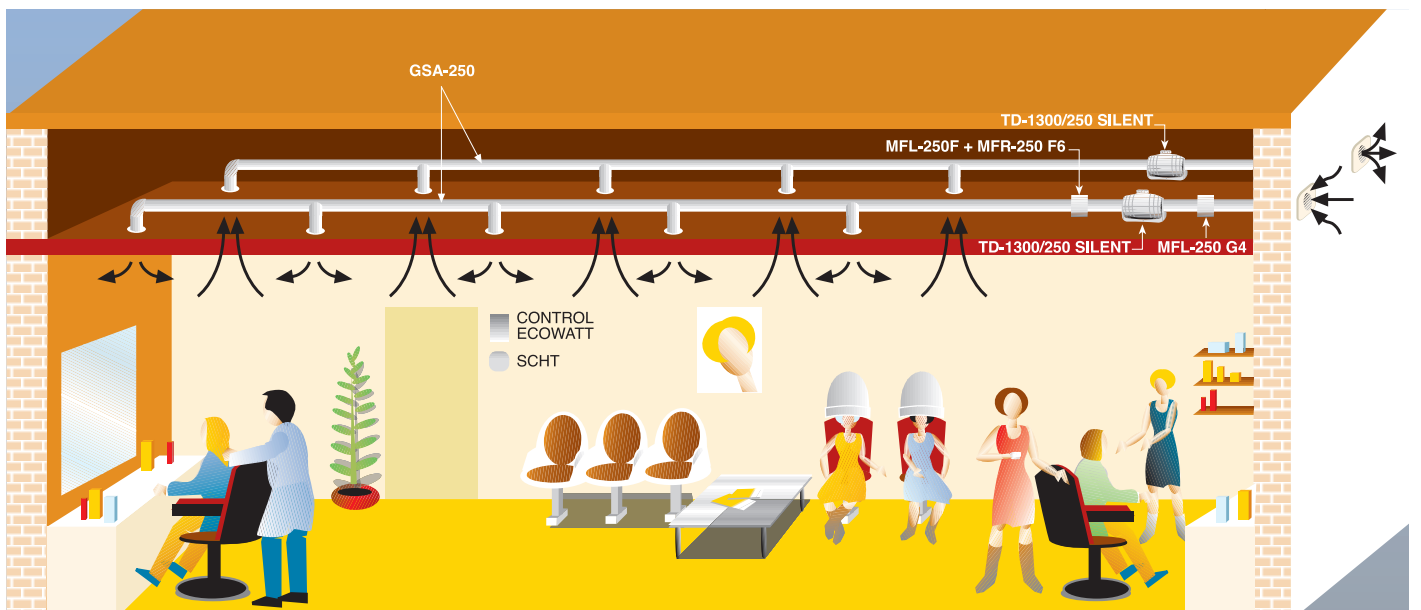 GSA-250
TD-1300/250 SILENT
MFL-250F + MFR-250 F6
TD-1300/250 SILENT
MFL-250 G4
CONTROL
ECOWATT
SCHT